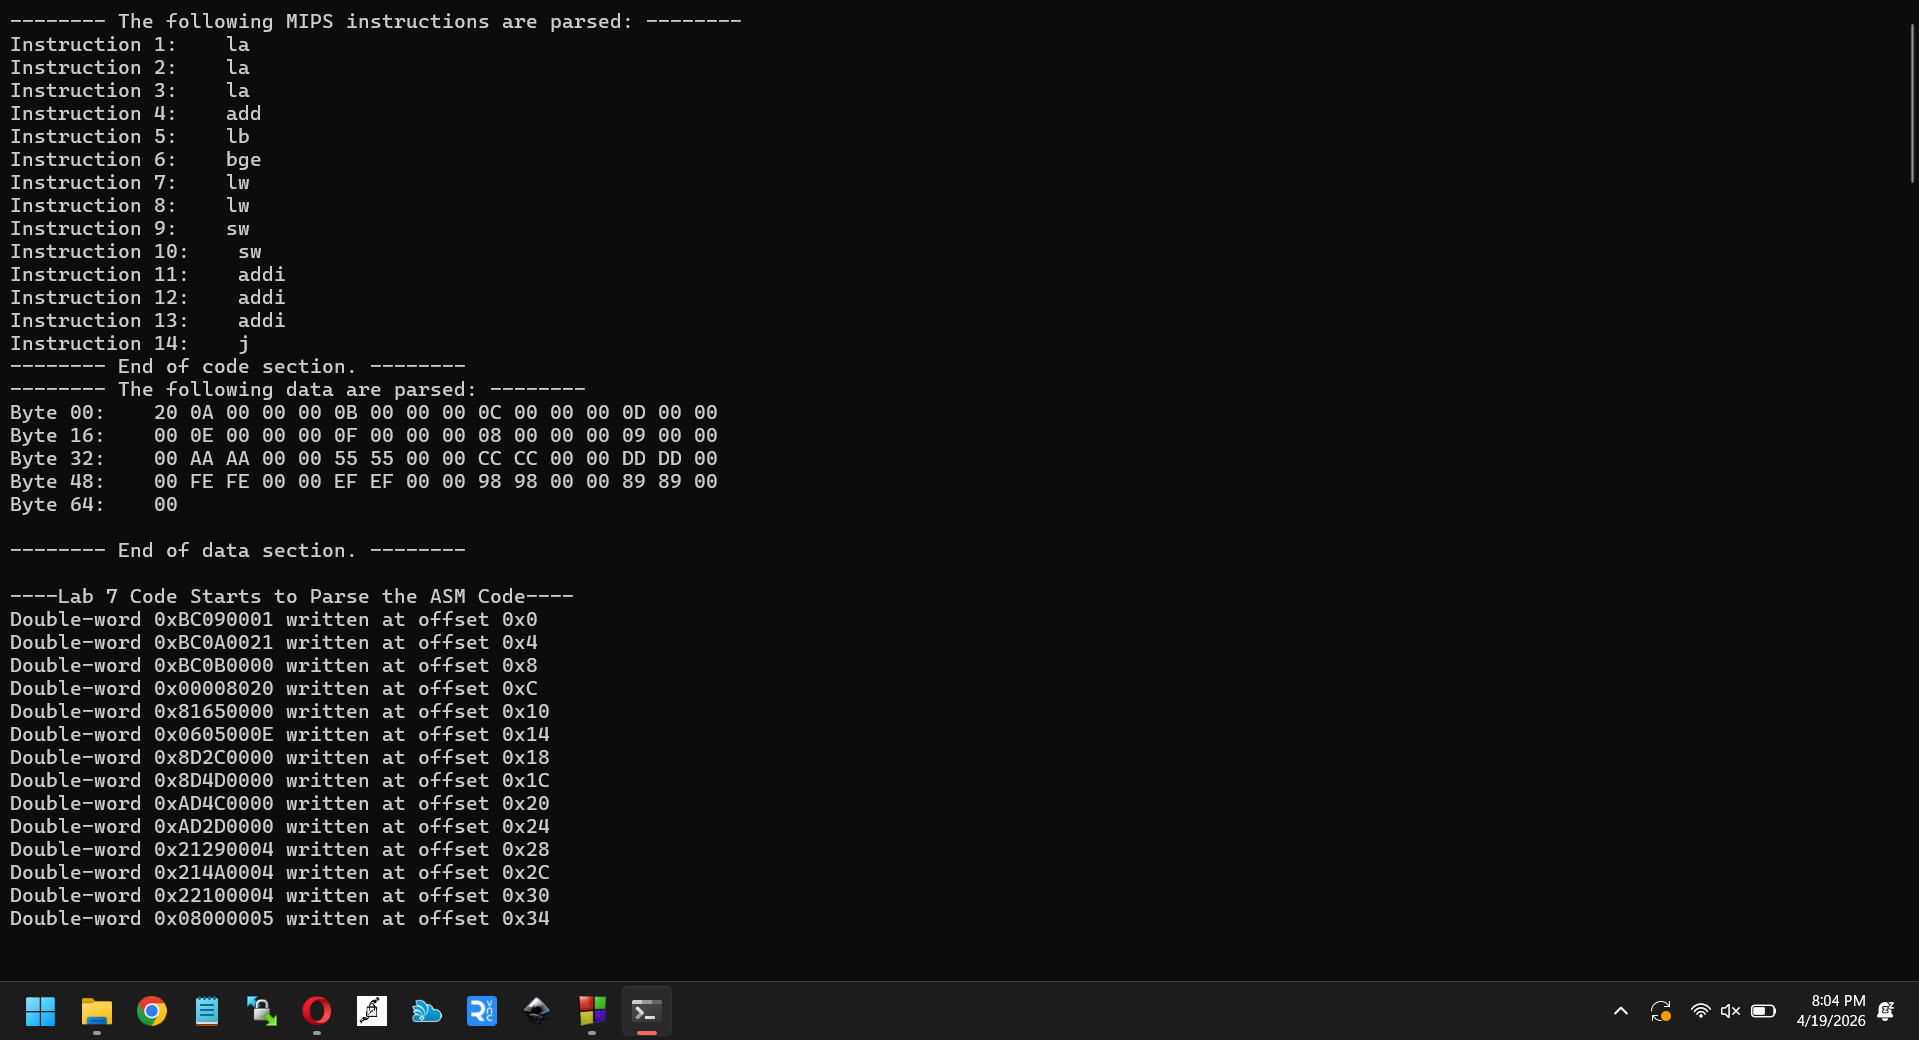 -------- The following MIPS instructions are parsed: --------
Instruction 1:    la
Instruction 2:    la
Instruction 3:    la
Instruction 4:    add
Instruction 5:    lb
Instruction 6:    bge
Instruction 7:    lw
Instruction 8:    lw
Instruction 9:    sw
Instruction 10:    sw
Instruction 11:    addi
Instruction 12:    addi
Instruction 13:    addi
Instruction 14:    j
-------- End of code section. --------
-------- The following data are parsed: --------
Byte 00:    20 0A 00 00 00 0B 00 00 00 0C 00 00 00 0D 00 00
Byte 16:    00 0E 00 00 00 0F 00 00 00 08 00 00 00 09 00 00
Byte 32:    00 AA AA 00 00 55 55 00 00 CC CC 00 00 DD DD 00
Byte 48:    00 FE FE 00 00 EF EF 00 00 98 98 00 00 89 89 00
Byte 64:    00
-------- End of data section. --------
----Lab 7 Code Starts to Parse the ASM Code----
Double-word 0xBC090001 written at offset 0x0
Double-word 0xBC0A0021 written at offset 0x4
Double-word 0xBC0B0000 written at offset 0x8
Double-word 0x00008020 written at offset 0xC
Double-word 0x81650000 written at offset 0x10
Double-word 0x0605000E written at offset 0x14
Double-word 0x8D2C0000 written at offset 0x18
Double-word 0x8D4D0000 written at offset 0x1C
Double-word 0xAD4C0000 written at offset 0x20
Double-word 0xAD2D0000 written at offset 0x24
Double-word 0x21290004 written at offset 0x28
Double-word 0x214A0004 written at offset 0x2C
Double-word 0x22100004 written at offset 0x30
Double-word 0x08000005 written at offset 0x34
8:04 PM
4/19/2026